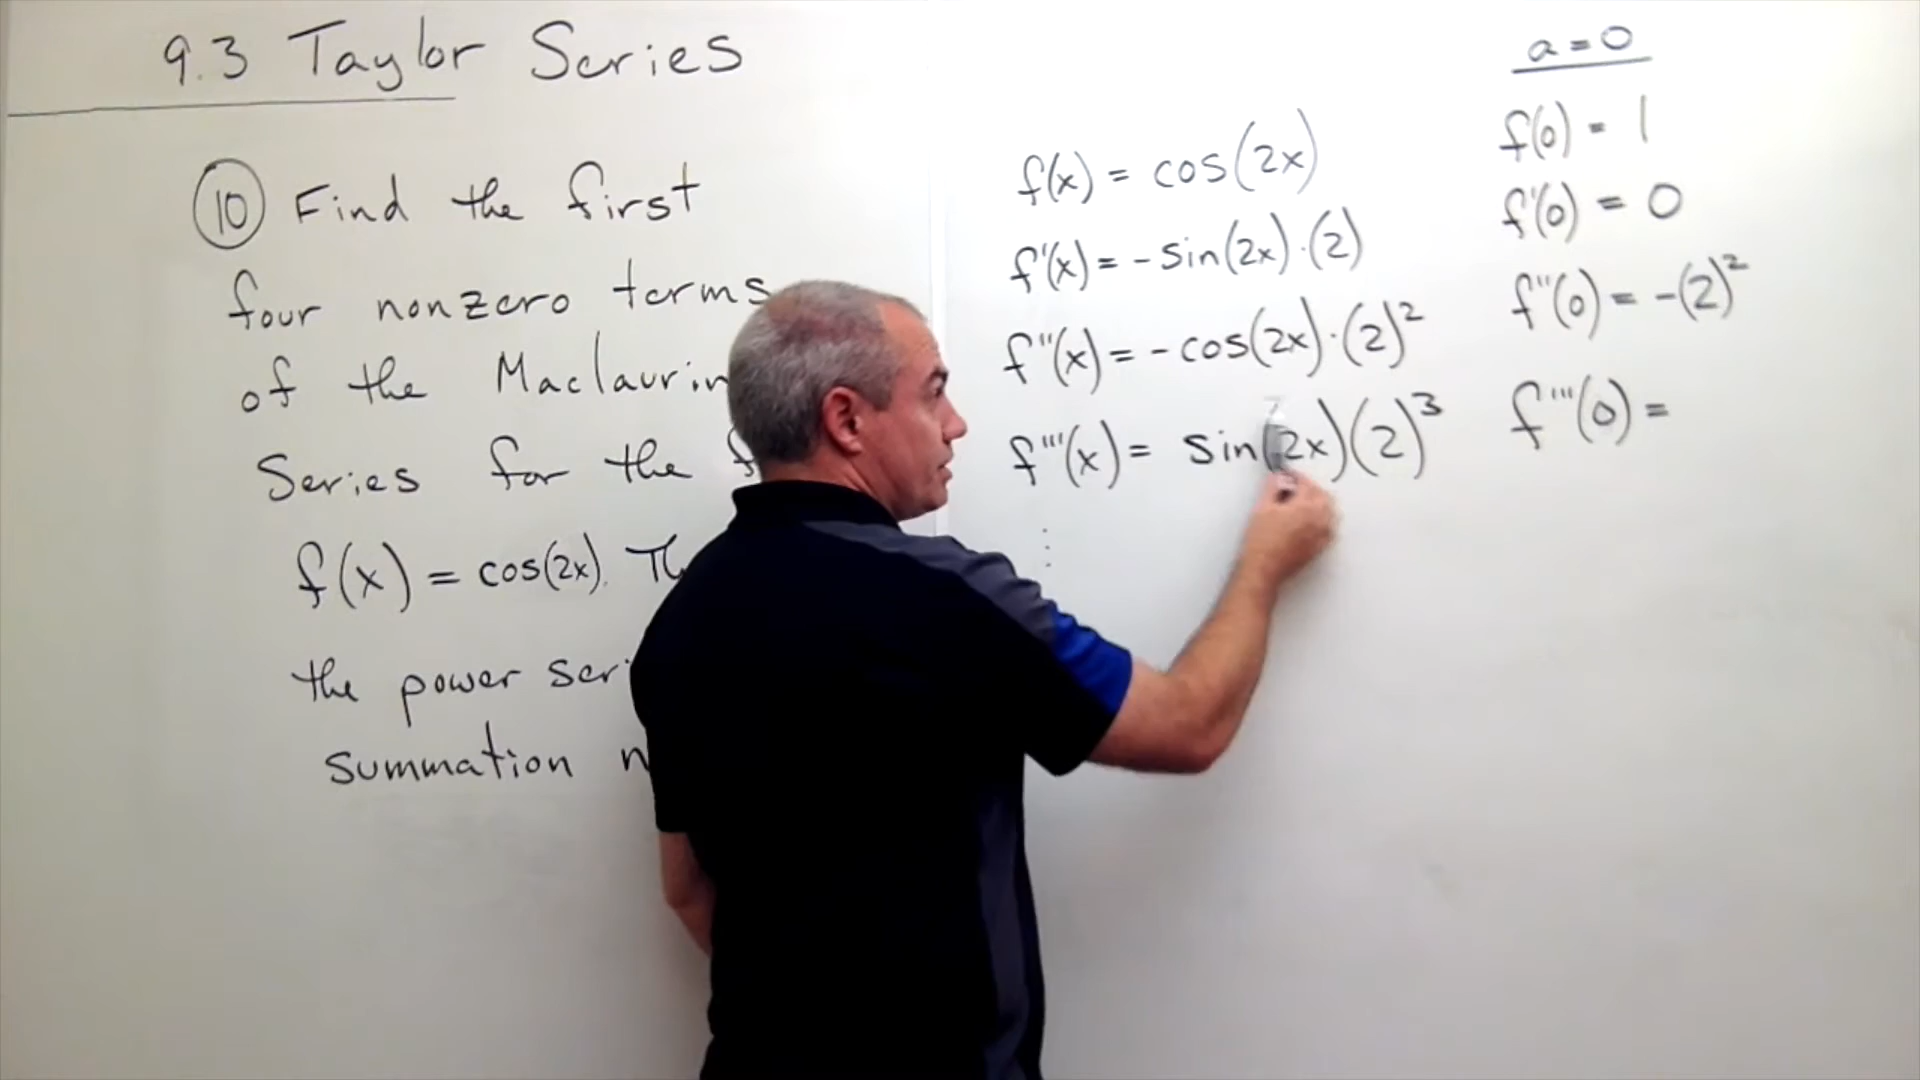 9.3 Taylor Series
10 Find the first
four nonzero terms
of the Maclaurin
Series for the
f(x) = cos(2x).
the power
summation
f(x) = cos(2x)
f'(x) = - sin(2x)·(2)
f''(x) = - cos(2x)·(2)²
f'''(x) = sin(2x)(2)³
⋮
a = 0
f(0) = 1
f'(0) = 0
f''(0) = -(2)²
f'''(0) =